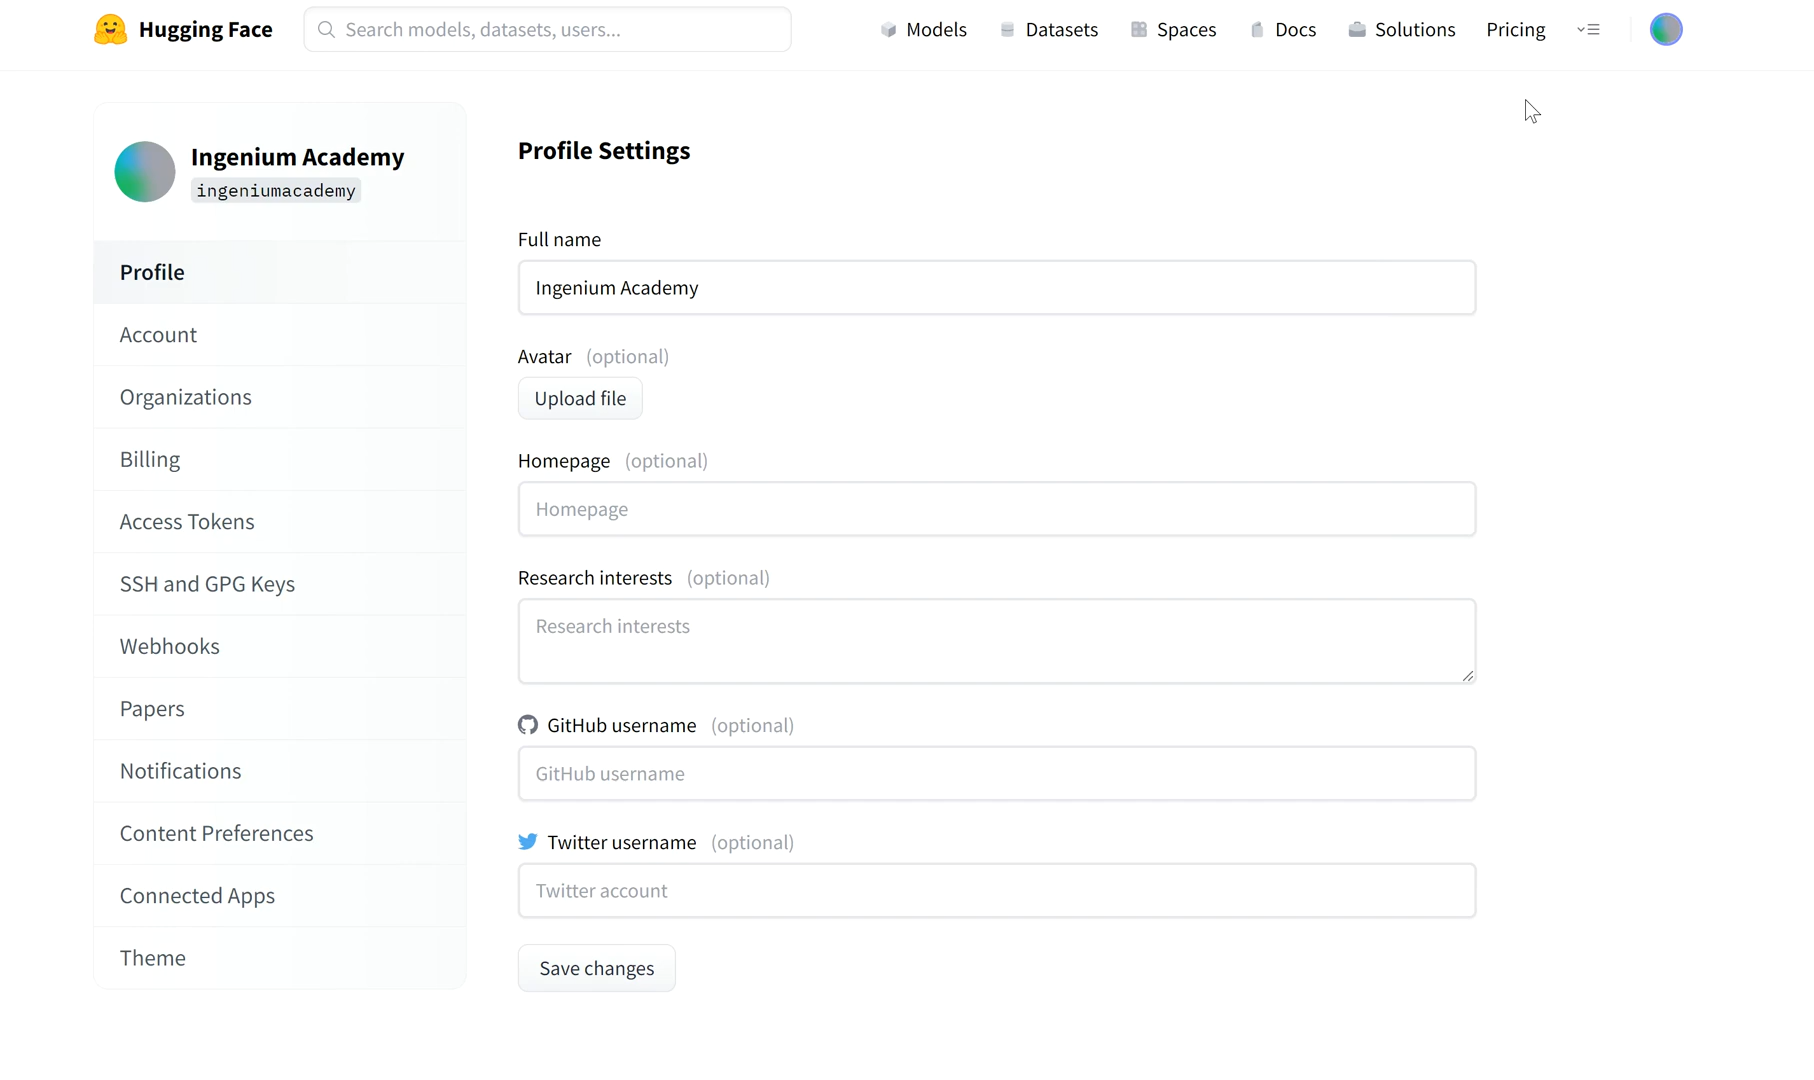 Hugging Face
Search models, datasets, users...
Models
Datasets
Spaces
Docs
Solutions
Pricing
Ingenium Academy
ingeniumacademy
Profile
Account
Organizations
Billing
Access Tokens
SSH and GPG Keys
Webhooks
Papers
Notifications
Content Preferences
Connected Apps
Theme
Profile Settings
Full name
Ingenium Academy
Avatar (optional)
Upload file
Homepage (optional)
Homepage
Research interests (optional)
Research interests
GitHub username (optional)
GitHub username
Twitter username (optional)
Twitter account
Save changes